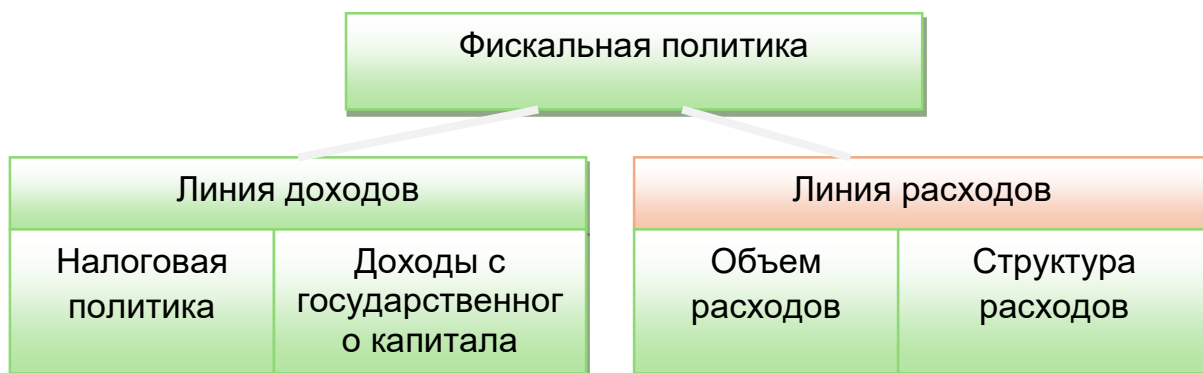 Фискальная политика
Линия доходов
Налоговая
политика
Доходы с
государственног
о капитала
Линия расходов
Объем
расходов
Структура
расходов